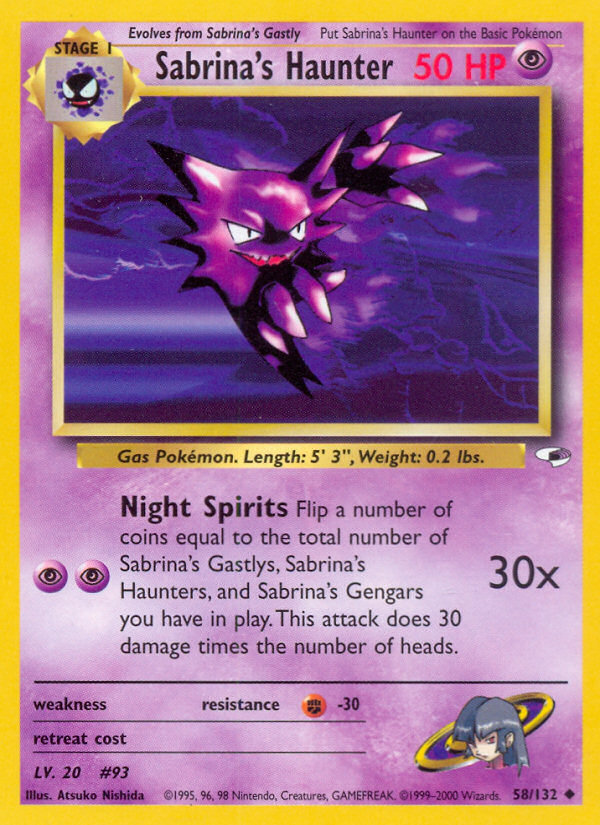 Evolves from Sabrina's Gastly Put Sabrina's Haunter on the Basic Pokémon
STAGE 1
Sabrina's Haunter 50 HP
Gas Pokémon. Length: 5' 3", Weight: 0.2 lbs.
Night Spirits Flip a number of
coins equal to the total number of
Sabrina's Gastlys, Sabrina's
Haunters, and Sabrina's Gengars
you have in play. This attack does 30
damage times the number of heads.
30x
weakness resistance -30
retreat cost
LV. 20 #93
Illus. Atsuko Nishida ©1995, 96, 98 Nintendo, Creatures, GAMEFREAK. ©1999-2000 Wizards. 58/132